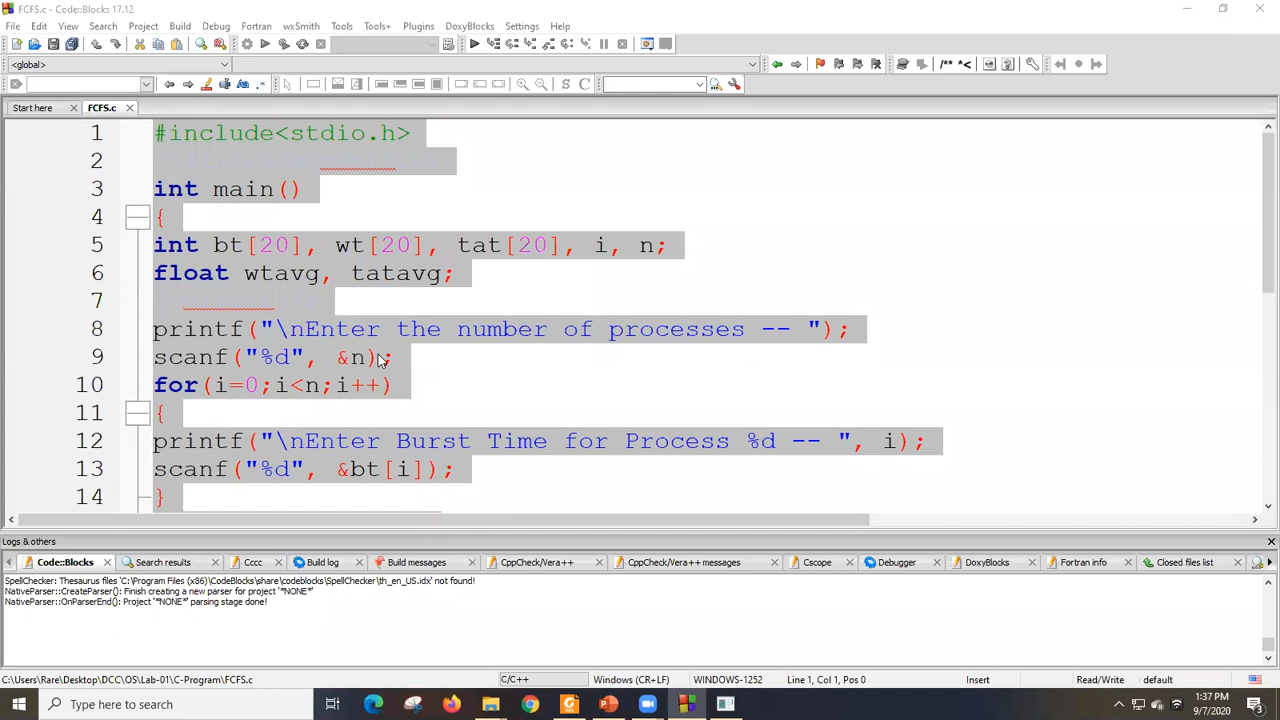 FCFS.c - Code::Blocks 17.12
File Edit View Search Project Build Debug Fortran wxSmith Tools Tools+ Plugins DoxyBlocks Settings Help
<global>
Start here FCFS.c
1 #include<stdio.h>
2
3 int main()
4 {
5 int bt[20], wt[20], tat[20], i, n;
6 float wtavg, tatavg;
7
8 printf("\nEnter the number of processes -- ");
9 scanf("%d", &n);
10 for(i=0;i<n;i++)
11 {
12 printf("\nEnter Burst Time for Process %d -- ", i);
13 scanf("%d", &bt[i]);
14 }
Logs & others
Code::Blocks Search results Cccc Build log Build messages CppCheck/Vera++ CppCheck/Vera++ messages Cscope Debugger DoxyBlocks Fortran info Closed files list
SpellChecker: Thesaurus files 'C:\Program Files (x86)\CodeBlocks\share\codeblocks\SpellChecker\th_en_US.idx' not found!
NativeParser::CreateParser(): Finish creating a new parser for project '*NONE*'
NativeParser::OnParserEnd(): Project '*NONE*' parsing stage done!
C:\Users\Rare\Desktop\DCC\OS\Lab-01\C-Program\FCFS.c C/C++ Windows (CR+LF) WINDOWS-1252 Line 1, Col 1, Pos 0 Insert Read/Write default
Type here to search
1:37 PM
9/7/2020